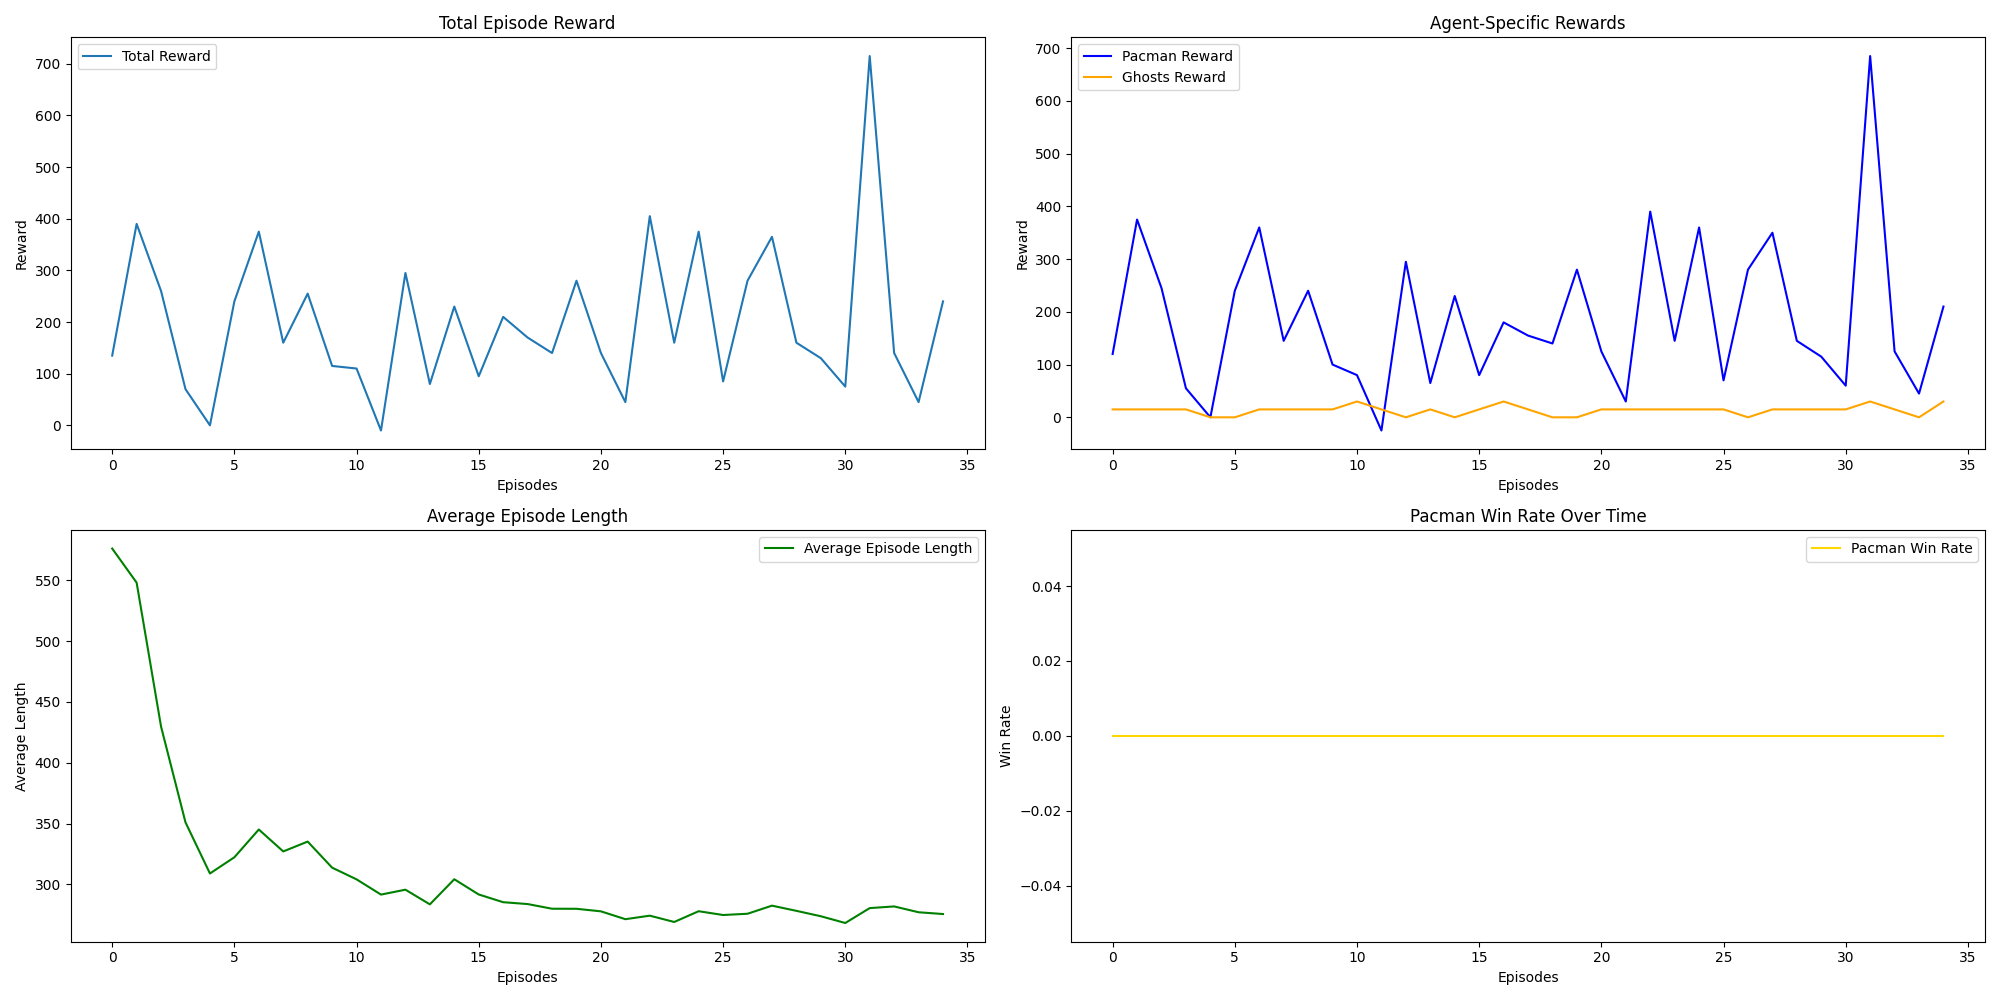 Total Episode Reward
Total Reward
700
600
500
400
300
200
100
0
Reward
0 5 10 15 20 25 30 35
Episodes
Agent-Specific Rewards
Pacman Reward
Ghosts Reward
700
600
500
400
300
200
100
0
Reward
0 5 10 15 20 25 30 35
Episodes
Average Episode Length
Average Episode Length
550
500
450
400
350
300
Average Length
0 5 10 15 20 25 30 35
Episodes
Pacman Win Rate Over Time
Pacman Win Rate
0.04
0.02
0.00
−0.02
−0.04
Win Rate
0 5 10 15 20 25 30 35
Episodes